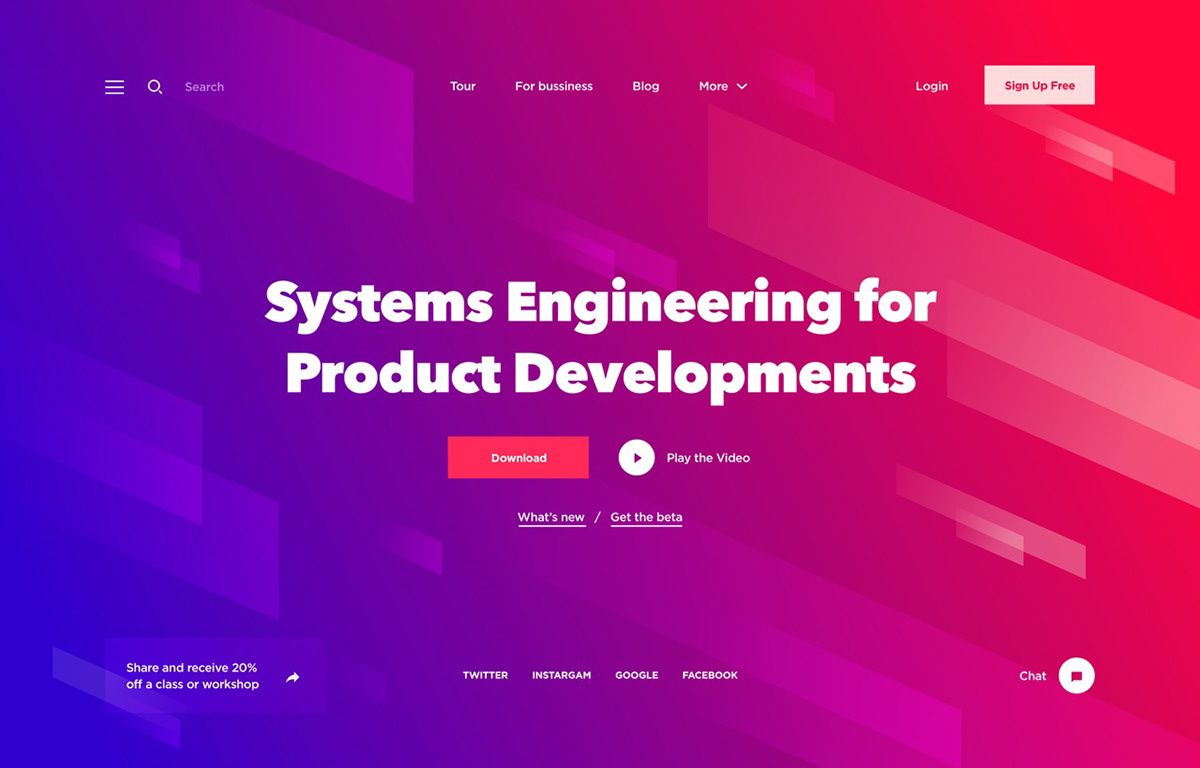 Search
Tour
For bussiness
Blog
More
Login
Sign Up Free
Systems Engineering for
Product Developments
Download
Play the Video
What's new / Get the beta
Share and receive 20%
off a class or workshop
TWITTER
INSTARGAM
GOOGLE
FACEBOOK
Chat